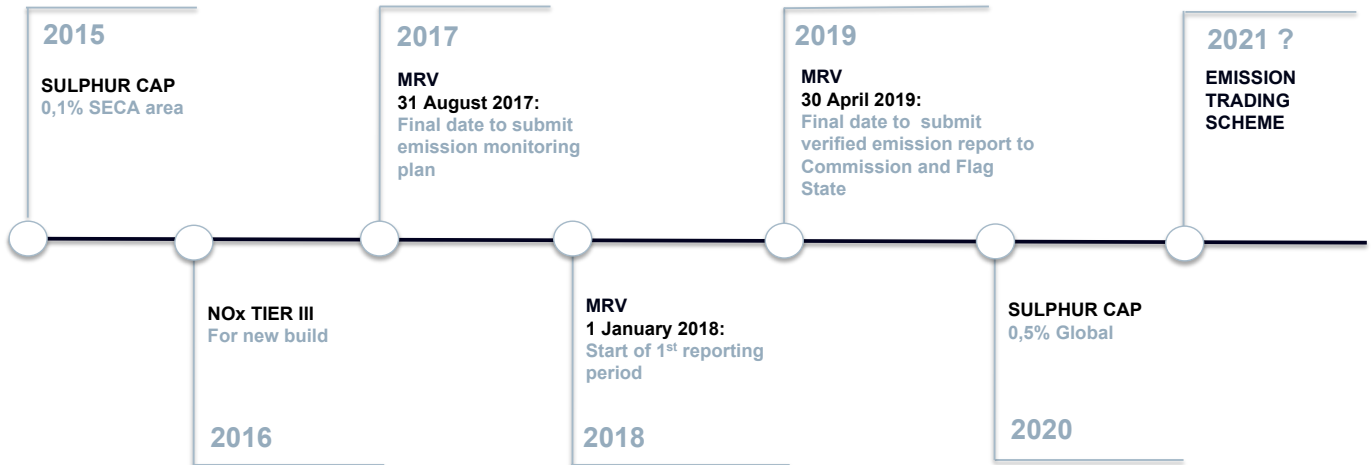 2015
SULPHUR CAP
0,1% SECA area
2017
MRV
31 August 2017:
Final date to submit
emission monitoring
plan
2019
MRV
30 April 2019:
Final date to  submit
verified emission report to
Commission and Flag
State
2021 ?
EMISSION
TRADING
SCHEME
NOx TIER III
For new build
2016
MRV
1 January 2018:
Start of 1st reporting
period
2018
SULPHUR CAP
0,5% Global
2020